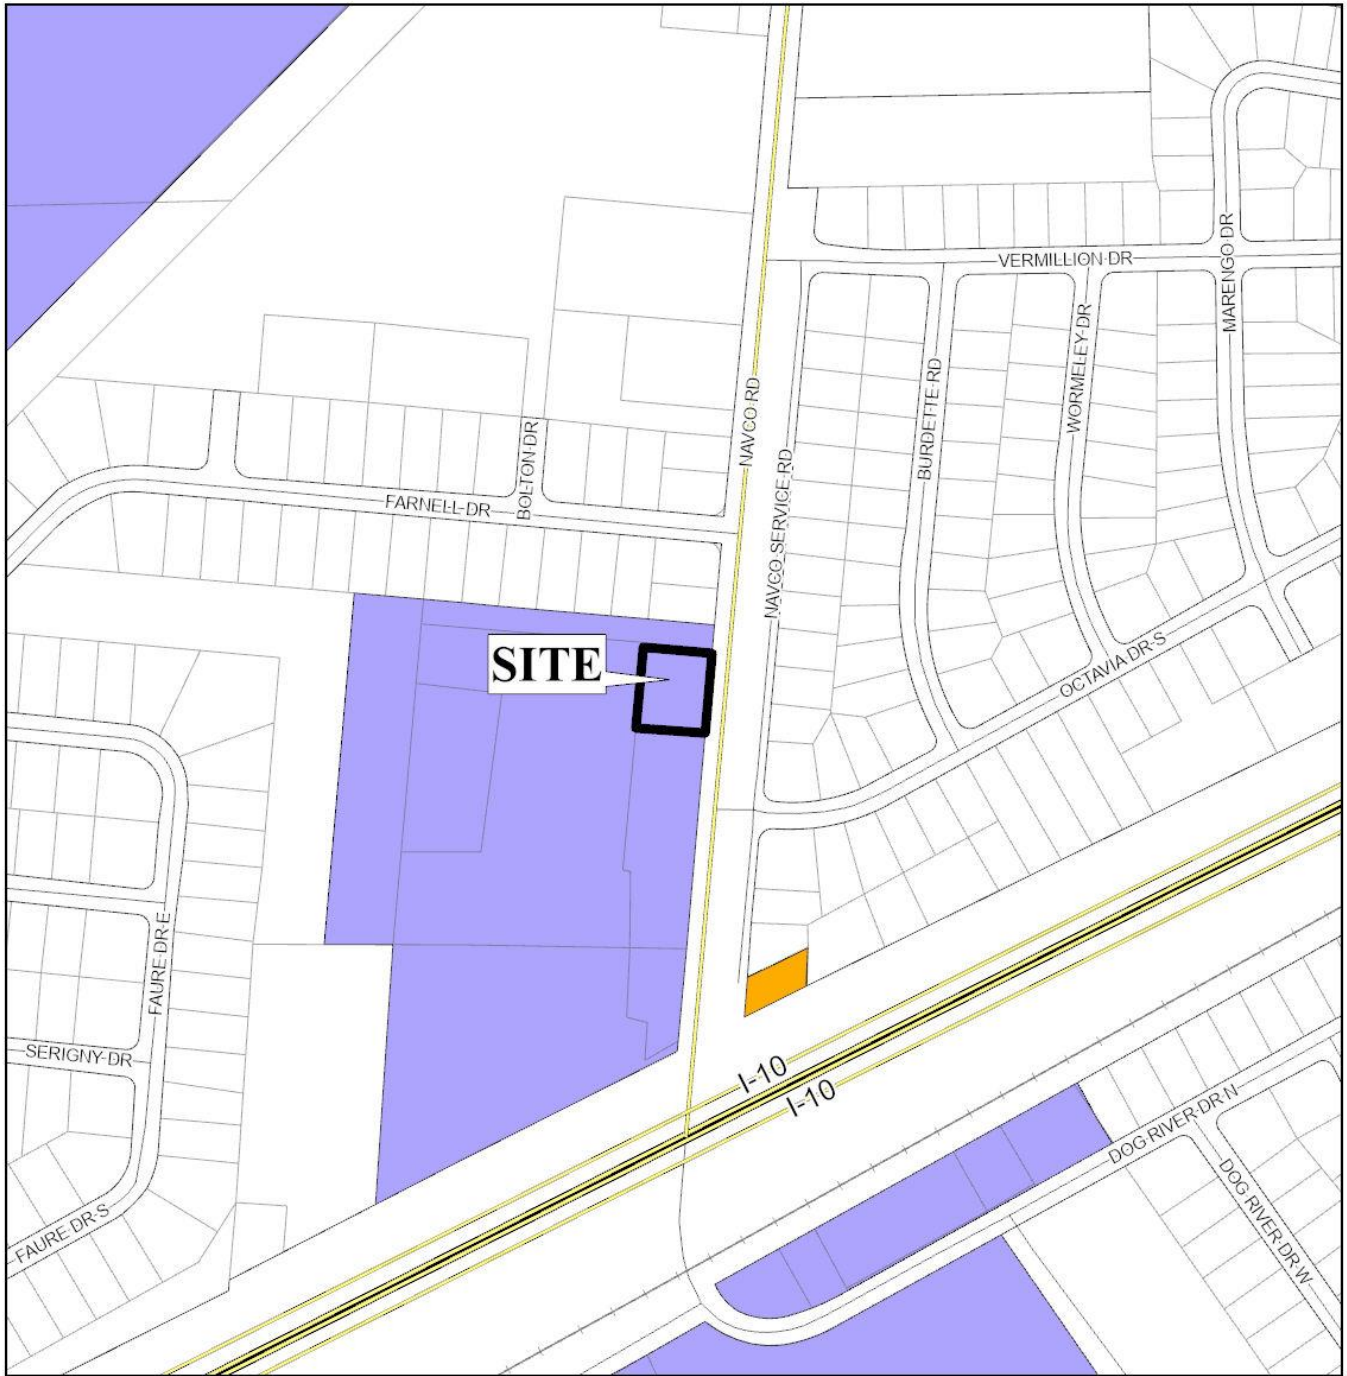 VERMILLION DR
MARENGO DR
WORMELEY DR
BURDETTE RD
NAVCO RD
NAVCO SERVICE RD
BOLTON DR
FARNELL DR
SITE
OCTAVIA DR S
FAURE DR E
SERIGNY DR
I-10
I-10
DOG RIVER DR N
DOG RIVER DR W
FAURE DR S